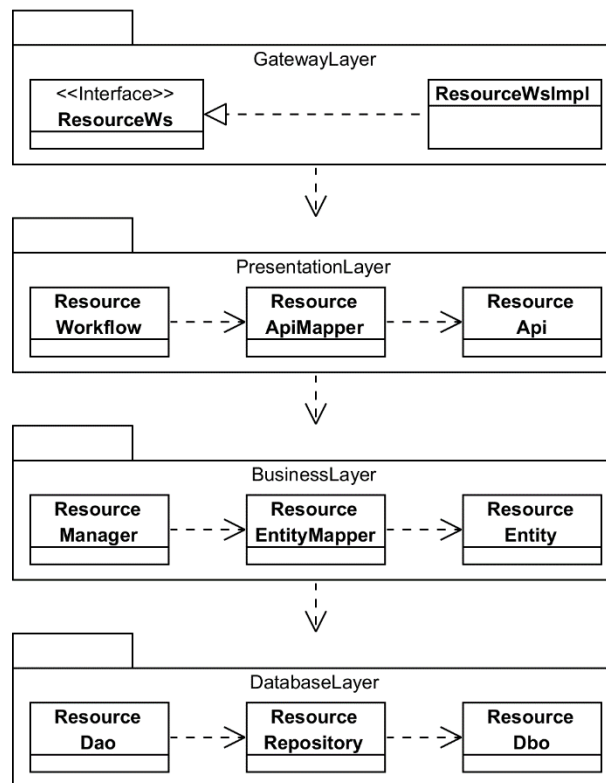 GatewayLayer
<<Interface>>
ResourceWs
ResourceWsImpl
PresentationLayer
Resource
Workflow
Resource
ApiMapper
Resource
Api
BusinessLayer
Resource
Manager
Resource
EntityMapper
Resource
Entity
DatabaseLayer
Resource
Dao
Resource
Repository
Resource
Dbo